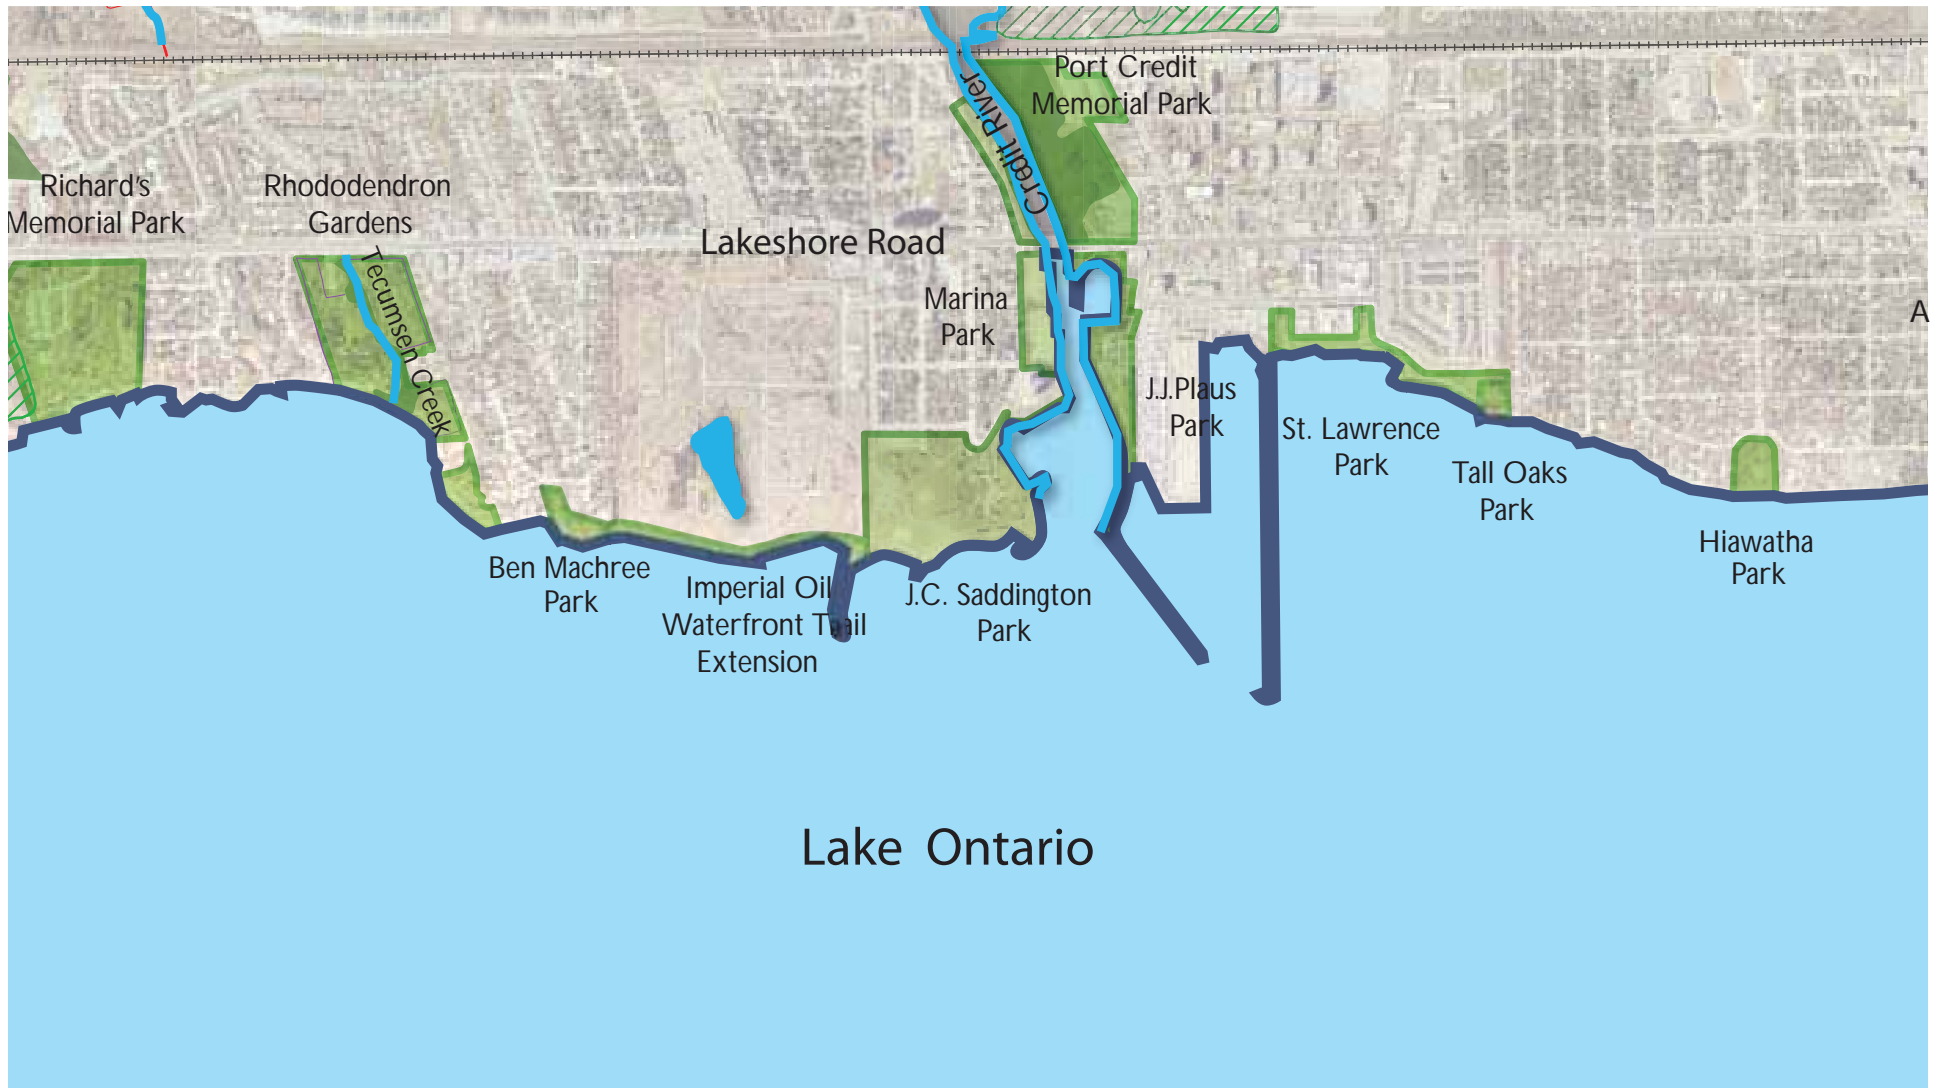 Port Credit
Memorial Park
Credit River
Richard's
Memorial Park
Rhododendron
Gardens
Tecumsen Creek
Lakeshore Road
Marina
Park
A
J.J.Plaus
Park
St. Lawrence
Park
Tall Oaks
Park
Hiawatha
Park
Ben Machree
Park
Imperial Oil
Waterfront Trail
Extension
J.C. Saddington
Park
Lake Ontario